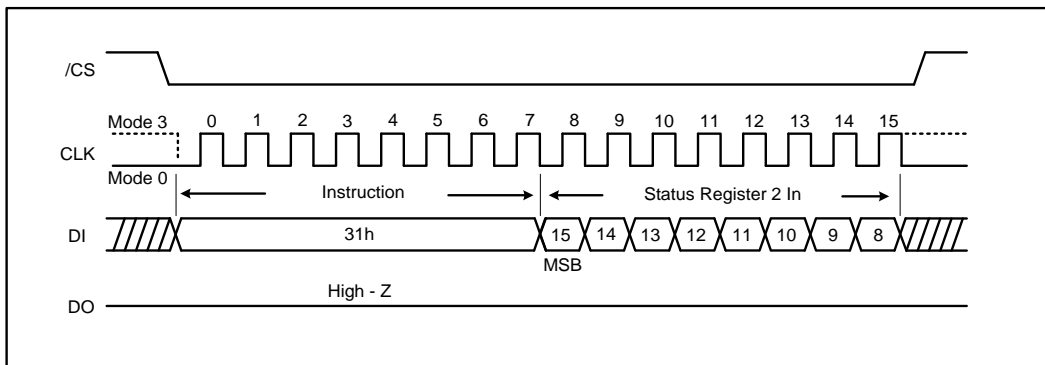 /CS
Mode 3 0 1 2 3 4 5 6 7 8 9 10 11 12 13 14 15
CLK
Mode 0
Instruction Status Register 2 In
DI 31h 15 14 13 12 11 10 9 8
MSB
High - Z
DO